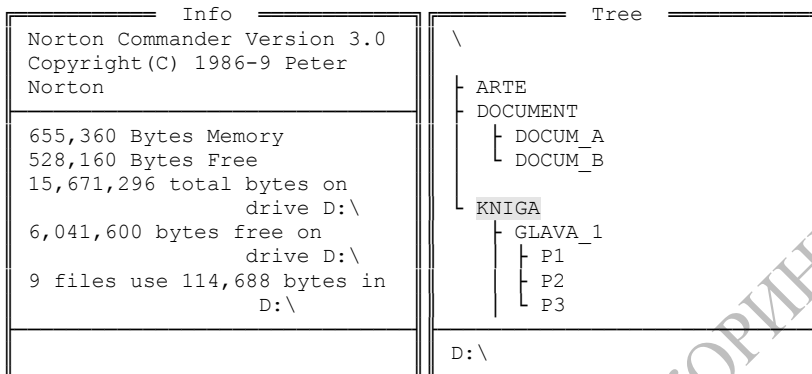 Info
Norton Commander Version 3.0
Copyright(C) 1986-9 Peter
Norton
655,360 Bytes Memory
528,160 Bytes Free
15,671,296 total bytes on
drive D:\
6,041,600 bytes free on
drive D:\
9 files use 114,688 bytes in
D:\
Tree
\
ARTE
DOCUMENT
DOCUM_A
DOCUM_B
KNIGA
GLAVA_1
P1
P2
P3
D:\